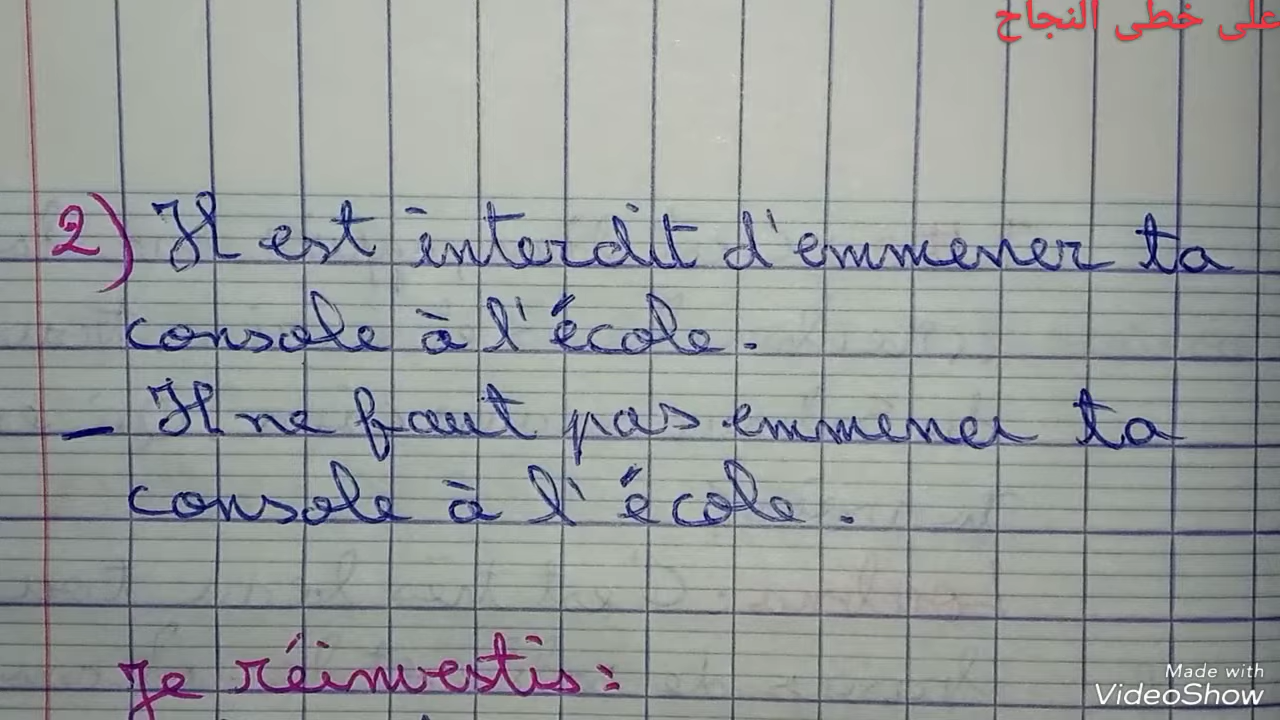 على خطى النجاح
2) Il est interdit d'emmener ta
console à l'école.
- Il ne faut pas emmener ta
console à l'école.
Je réinvestis :
Made with
VideoShow